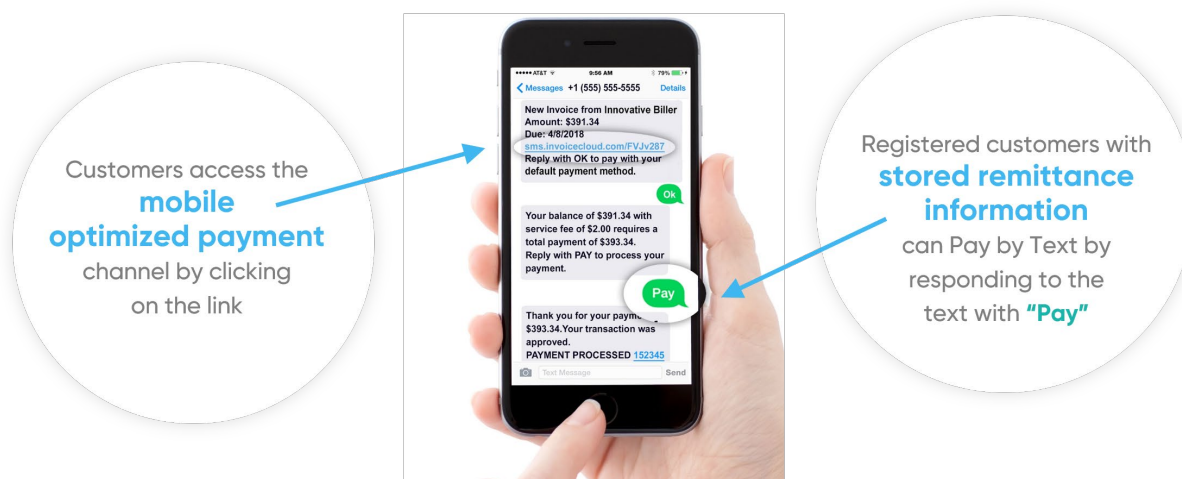 Customers access the
mobile
optimized payment
channel by clicking
on the link
AT&T
9:56 AM
79%
Messages
+1 (555) 555-5555
Details
New Invoice from Innovative Biller
Amount: $391.34
Due: 4/8/2018
sms.invoicecloud.com/FVJv287
Reply with OK to pay with your
default payment method.
Ok
Your balance of $391.34 with
service fee of $2.00 requires a
total payment of $393.34.
Reply with PAY to process your
payment.
Pay
Thank you for your
$393.34.Your transaction was
approved.
PAYMENT PROCESSED 152345
Text Message
Send
Registered customers with
stored remittance
information
can Pay by Text by
responding to the
text with “Pay”